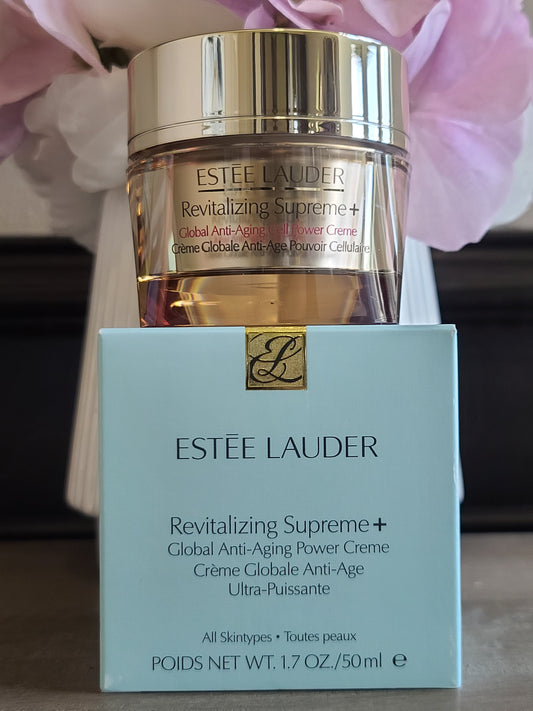 ESTĒE LAUDER
Revitalizing Supreme+
Global Anti-Aging Cell Power Creme
Crème Globale Anti-Age Pouvoir Cellulaire
EL
ESTĒE LAUDER
Revitalizing Supreme+
Global Anti-Aging Power Creme
Crème Globale Anti-Age
Ultra-Puissante
All Skintypes • Toutes peaux
POIDS NET WT. 1.7 OZ./50ml ℮